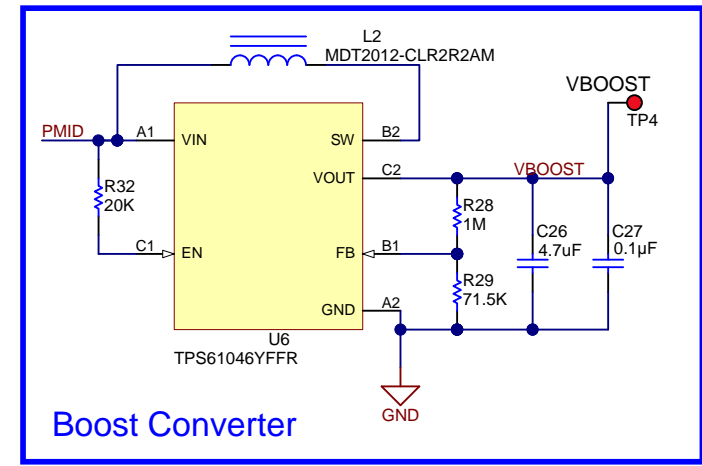 L2
MDT2012-CLR2R2AM
VBOOST
TP4
PMID
A1
VIN
SW
B2
VOUT
C2
VBOOST
R32
20K
R28
1M
C26
4.7uF
C27
0.1µF
C1
EN
FB
B1
R29
71.5K
GND
A2
U6
TPS61046YFFR
GND
Boost Converter